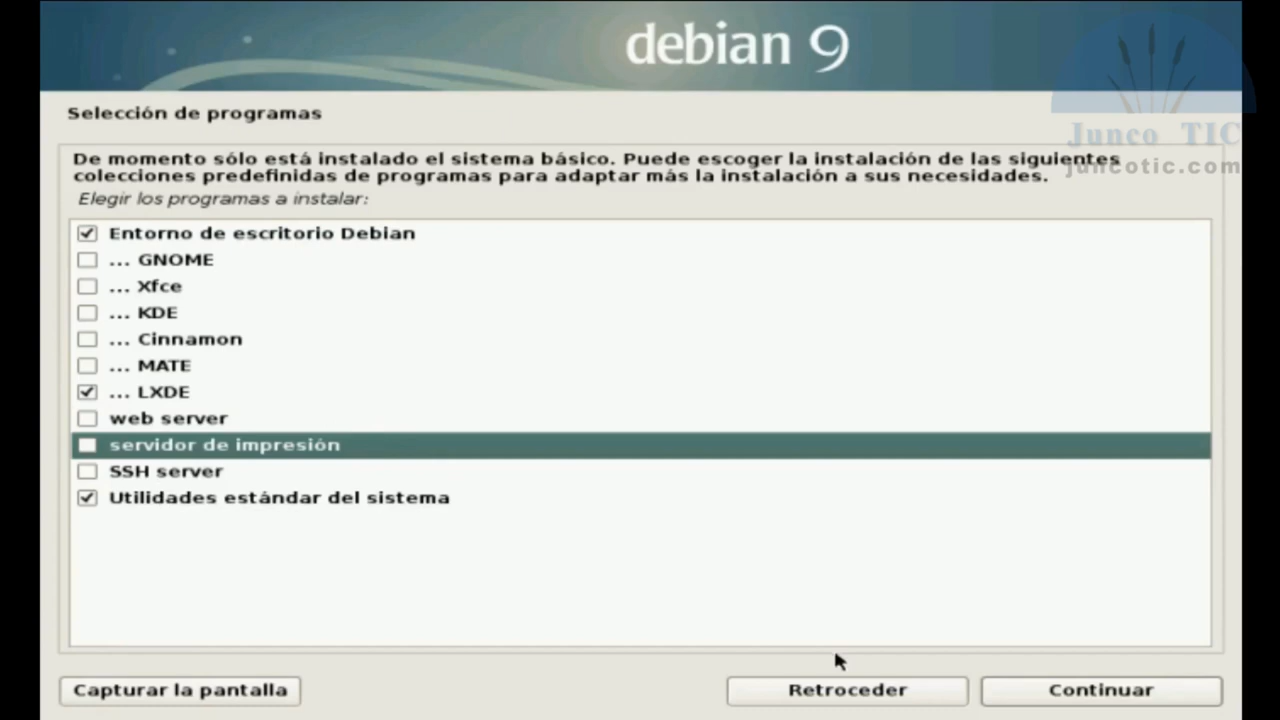 debian 9
Junco TIC
juncotic.com
Selección de programas
De momento sólo está instalado el sistema básico. Puede escoger la instalación de las siguientes
colecciones predefinidas de programas para adaptar más la instalación a sus necesidades.
Elegir los programas a instalar:
Entorno de escritorio Debian
... GNOME
... Xfce
... KDE
... Cinnamon
... MATE
... LXDE
web server
servidor de impresión
SSH server
Utilidades estándar del sistema
Capturar la pantalla
Retroceder
Continuar